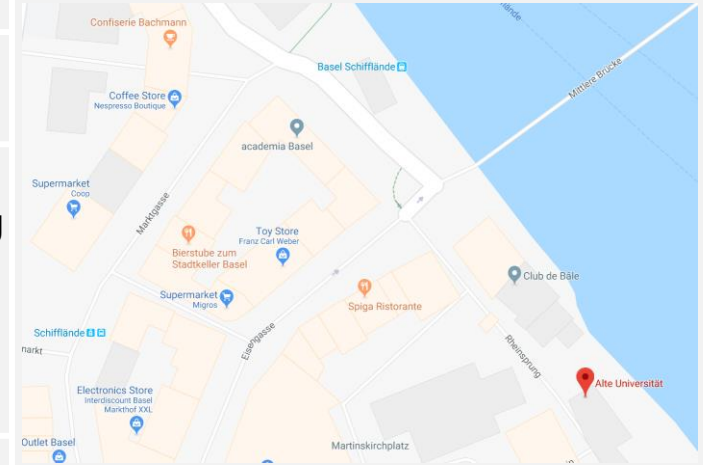 Confiserie Bachmann
Basel Schifflände
Mittlere Brücke
Coffee Store
Nespresso Boutique
academia Basel
Supermarket
Coop
Marktgasse
Toy Store
Franz Carl Weber
Bierstube zum
Stadtkeller Basel
Club de Bâle
Supermarket
Migros
Spiga Ristorante
Schifflände
Eisengasse
Rheinsprung
Alte Universität
Electronics Store
Interdiscount Basel
Markthof XXL
Outlet Basel
Martinskirchplatz